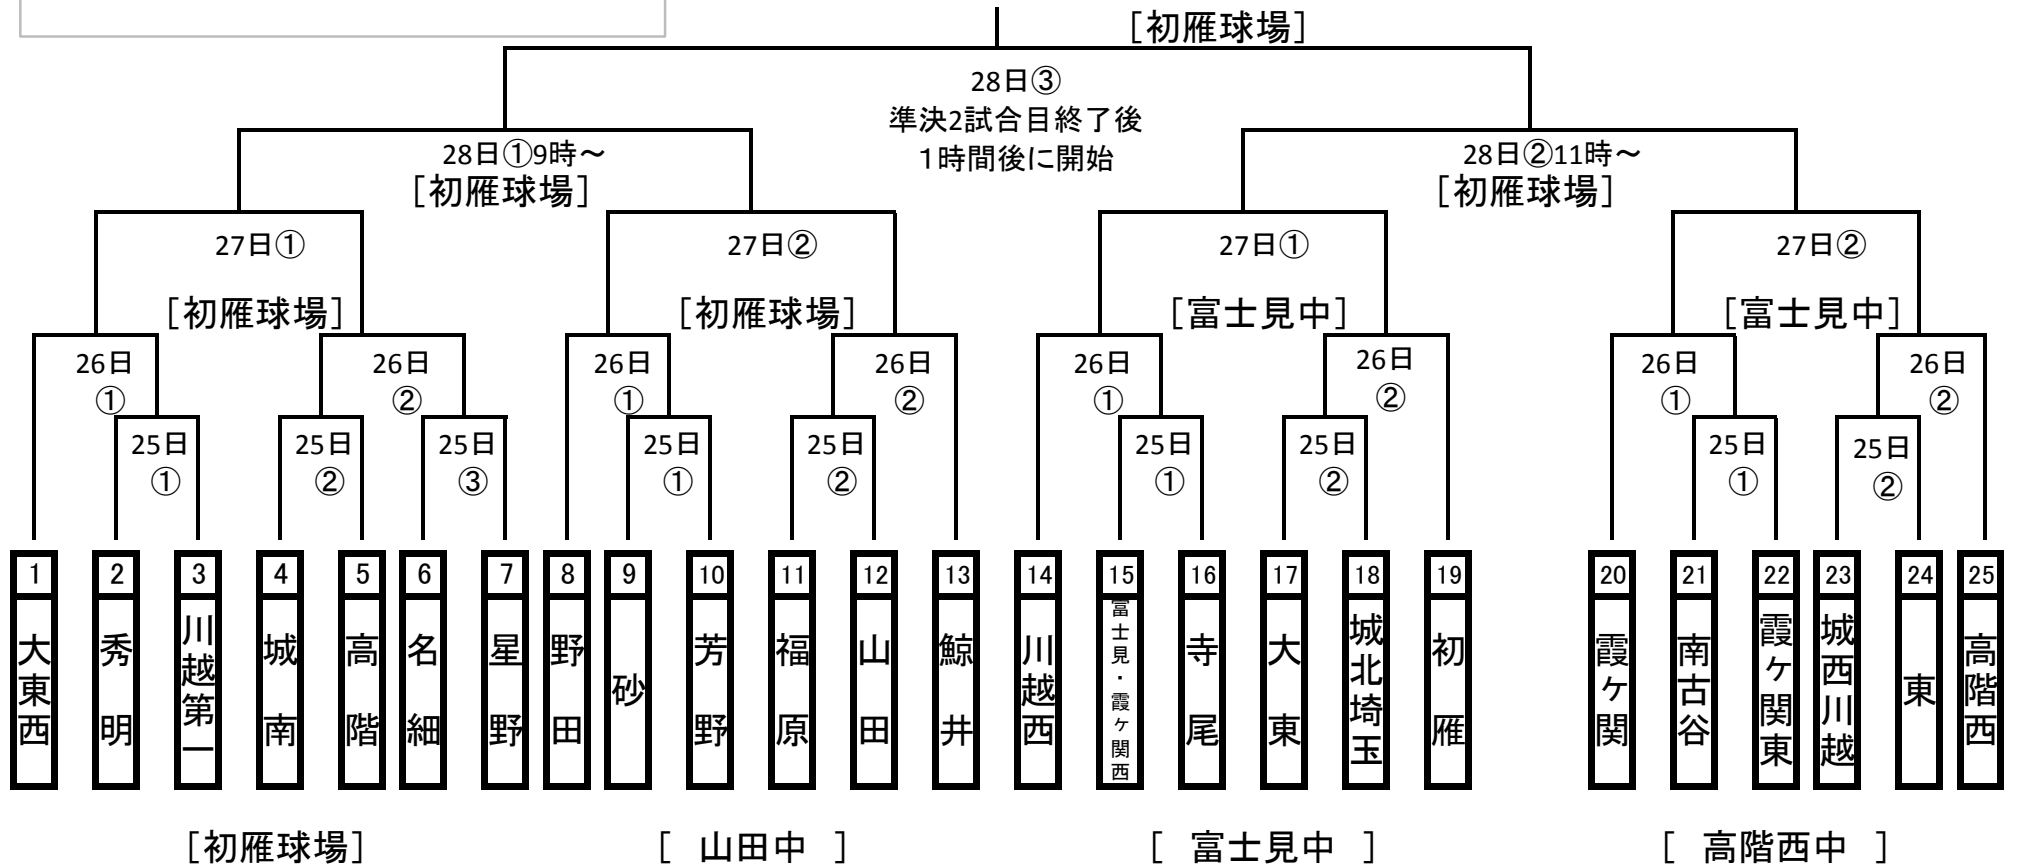 ［初雁球場］
28日③
準決2試合目終了後
１時間後に開始
28日①9時～
［初雁球場］
28日②11時～
［初雁球場］
27日①
27日②
27日①
27日②
［初雁球場］
［初雁球場］
［富士見中］
［富士見中］
26日
①
26日
②
26日
①
26日
②
26日
①
26日
②
26日
①
26日
②
25日
①
25日
②
25日
③
25日
①
25日
②
25日
①
25日
②
25日
①
25日
②
1
大東西
2
秀明
3
川越第一
4
城南
5
高階
6
名細
7
星野
8
野田
9
砂
10
芳野
11
福原
12
山田
13
鯨井
14
川越西
15
富士見・霞ヶ関西
16
寺尾
17
大東
18
城北埼玉
19
初雁
20
霞ヶ関
21
南古谷
22
霞ヶ関東
23
城西川越
24
東
25
高階西
［初雁球場］
［　山田中　］
［　富士見中　］
［　高階西中　］